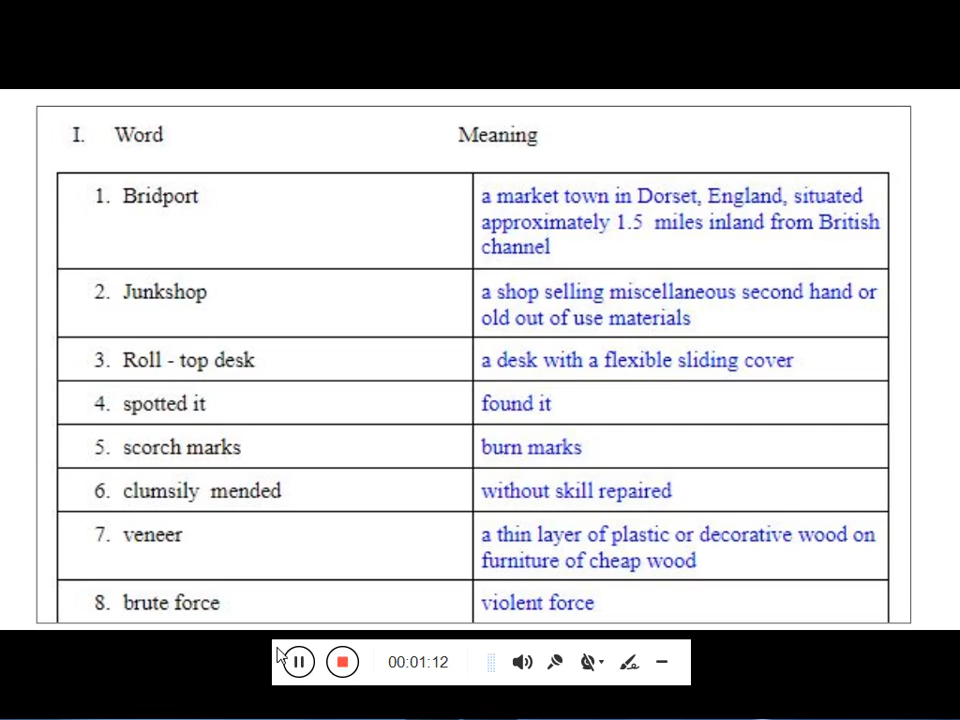 I. Word Meaning
1. Bridport
a market town in Dorset, England, situated
approximately 1.5 miles inland from British
channel
2. Junkshop
a shop selling miscellaneous second hand or
old out of use materials
3. Roll - top desk
a desk with a flexible sliding cover
4. spotted it
found it
5. scorch marks
burn marks
6. clumsily mended
without skill repaired
7. veneer
a thin layer of plastic or decorative wood on
furniture of cheap wood
8. brute force
violent force
00:01:12